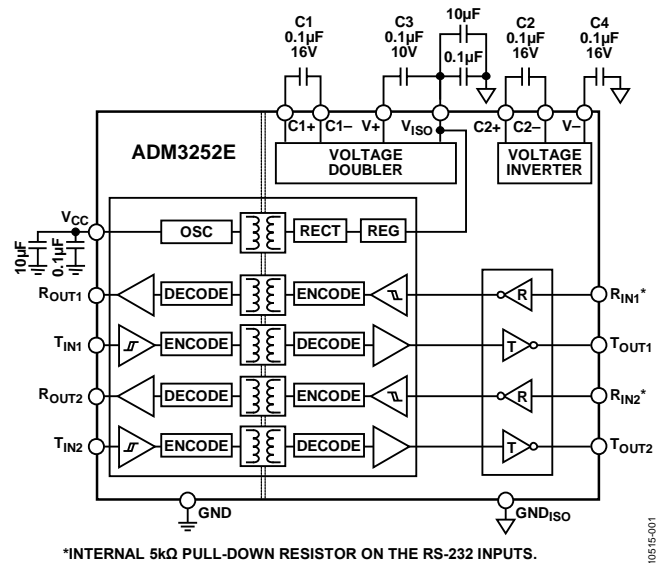 C1
0.1µF
16V
C3
0.1µF
10V
10µF
0.1µF
C2
0.1µF
16V
C4
0.1µF
16V
C1+ C1– V+ VISO C2+ C2– V–
ADM3252E
VOLTAGE
DOUBLER
VOLTAGE
INVERTER
VCC
10µF
0.1µF
OSC RECT REG
ROUT1 DECODE ENCODE R RIN1*
TIN1 ENCODE DECODE T TOUT1
ROUT2 DECODE ENCODE R RIN2*
TIN2 ENCODE DECODE T TOUT2
GND GNDISO
*INTERNAL 5kΩ PULL-DOWN RESISTOR ON THE RS-232 INPUTS.
10515-001